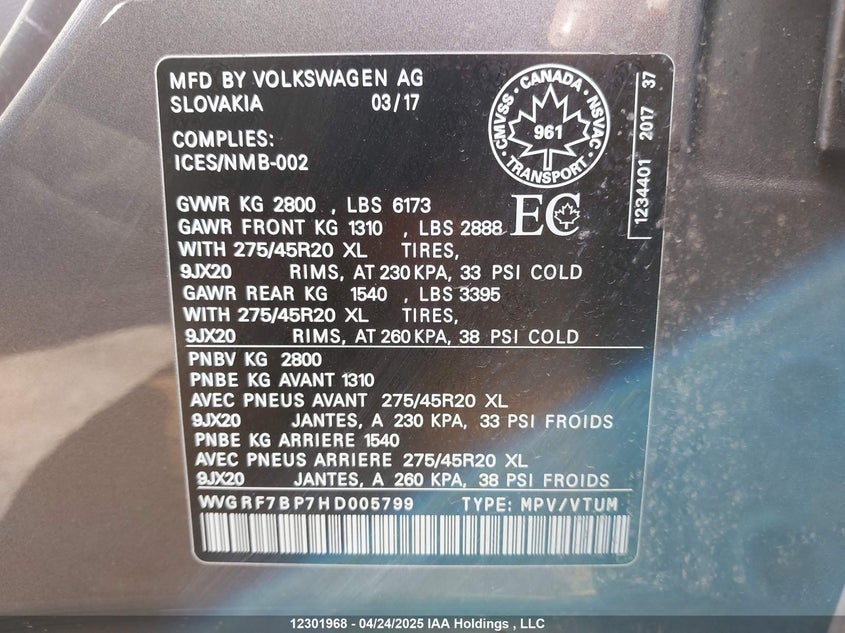 MFD BY VOLKSWAGEN AG
SLOVAKIA 03/17
COMPLIES:
ICES/NMB-002
CMVSS CANADA NSVAC
961
TRANSPORT
1234401 2017 37
GVWR KG 2800 , LBS 6173
GAWR FRONT KG 1310 , LBS 2888
EC
WITH 275/45R20 XL TIRES,
9JX20 RIMS, AT 230 KPA, 33 PSI COLD
GAWR REAR KG 1540 , LBS 3395
WITH 275/45R20 XL TIRES,
9JX20 RIMS, AT 260 KPA, 38 PSI COLD
PNBV KG 2800
PNBE KG AVANT 1310
AVEC PNEUS AVANT 275/45R20 XL
9JX20 JANTES, A 230 KPA, 33 PSI FROIDS
PNBE KG ARRIERE 1540
AVEC PNEUS ARRIERE 275/45R20 XL
9JX20 JANTES, A 260 KPA, 38 PSI FROIDS
WVGRF7BP7HD005799 TYPE: MPV/VTUM
12301968 - 04/24/2025 IAA Holdings , LLC